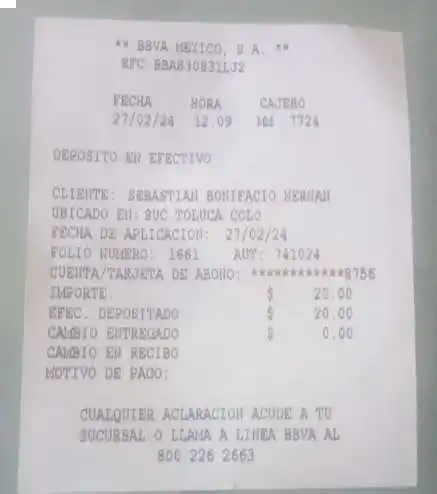 ** BBVA MEXICO, S A. **
RFC BBA830831LJ2
FECHA HORA CAJERO
27/02/24 12 09 7724
DEPOSITO EN EFECTIVO
CLIENTE: SEBASTIAN BONIFACIO HERNAN
UBICADO EN: SUC TOLUCA COLO
FECHA DE APLICACION: 27/02/24
FOLIO NUMERO: 1661 AUT: 741024
CUENTA/TARJETA DE ABONO: ************8756
IMPORTE $ 20.00
EFEC. DEPOSITADO $ 20.00
CAMBIO ENTREGADO $ 0.00
CAMBIO EN RECIBO
MOTIVO DE PAGO:
CUALQUIER ACLARACION ACUDE A TU
SUCURSAL O LLAMA A LINEA BBVA AL
800 226 2663